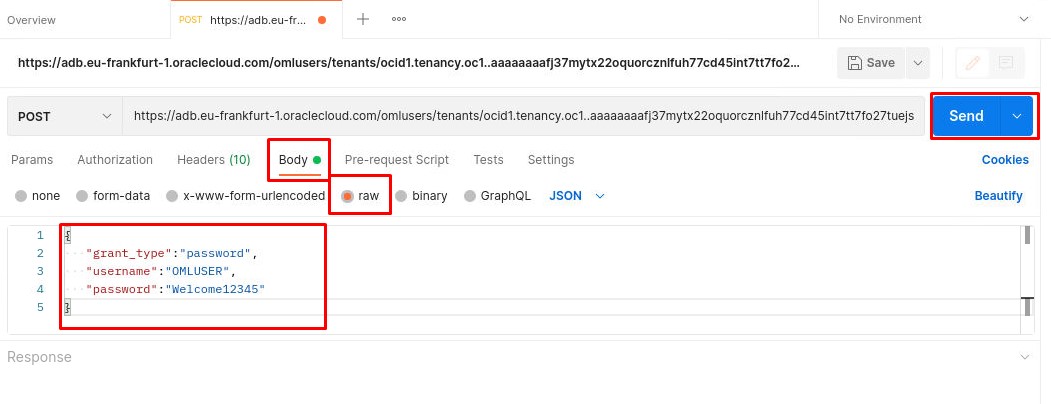 Overview
POST https://adb.eu-fr...
No Environment
https://adb.eu-frankfurt-1.oraclecloud.com/omlusers/tenants/ocid1.tenancy.oc1..aaaaaaaafj37mytx22oquorcznlfuh77cd45int7tt7fo2...
Save
POST
https://adb.eu-frankfurt-1.oraclecloud.com/omlusers/tenants/ocid1.tenancy.oc1..aaaaaaaafj37mytx22oquorcznlfuh77cd45int7tt7fo27tuejs
Send
Params Authorization Headers (10) Body Pre-request Script Tests Settings Cookies
none form-data x-www-form-urlencoded raw binary GraphQL JSON Beautify
1 {
2 "grant_type":"password",
3 "username":"OMLUSER",
4 "password":"Welcome12345"
5 }
Response